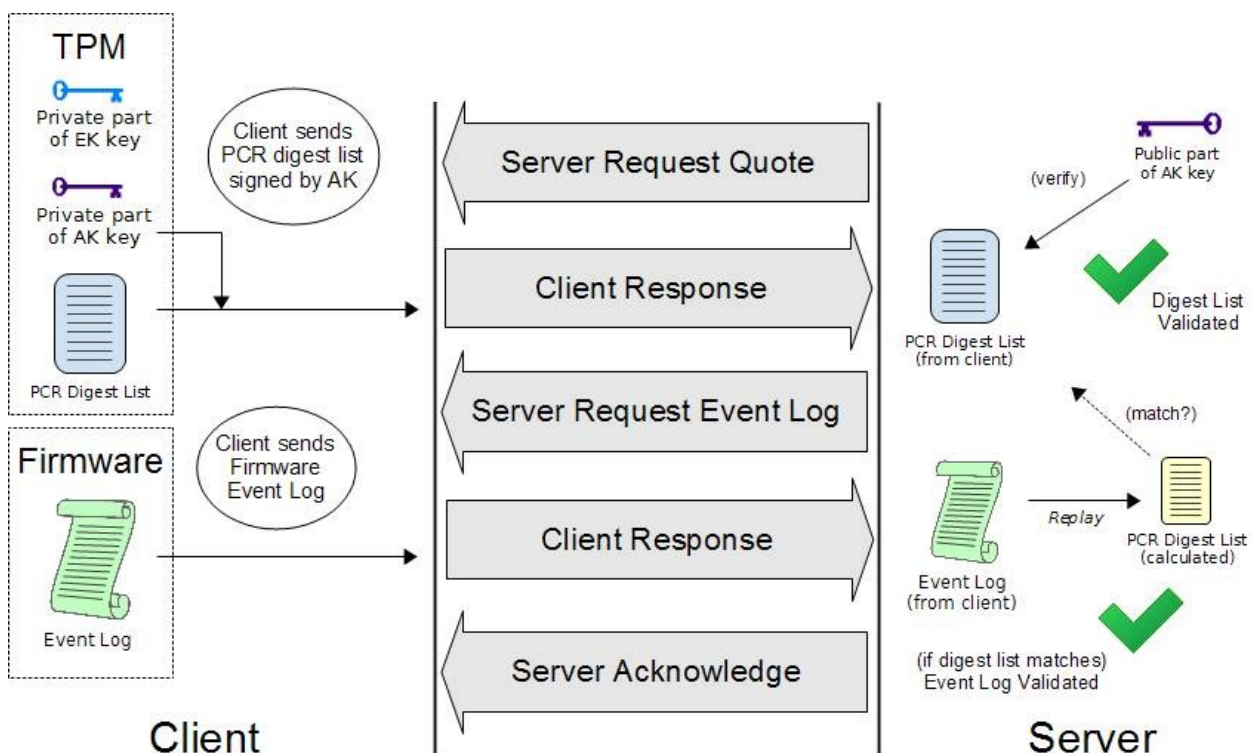 TPM
Private part
of EK key
Private part
of AK key
PCR Digest List
Client sends
PCR digest list
signed by AK
Firmware
Event Log
Client sends
Firmware
Event Log
Client
Server Request Quote
Client Response
Server Request Event Log
Client Response
Server Acknowledge
Public part
of AK key
(verify)
PCR Digest List
(from client)
Digest List
Validated
(match?)
Replay
PCR Digest List
(calculated)
Event Log
(from client)
(if digest list matches)
Event Log Validated
Server